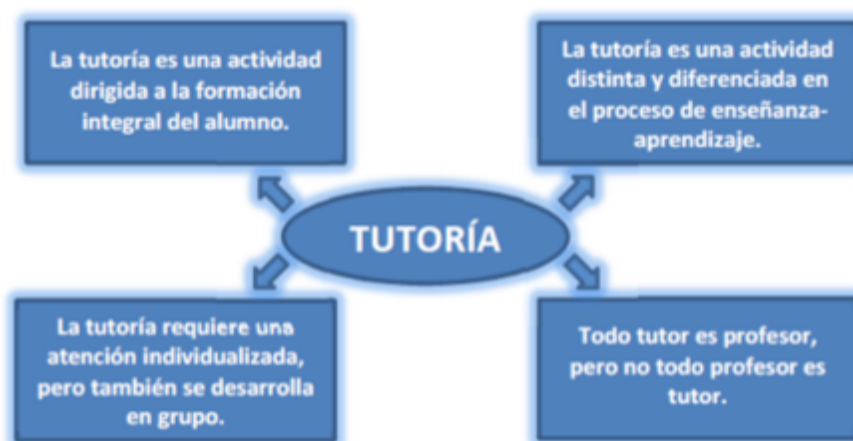 La tutoría es una actividad
dirigida a la formación
integral del alumno.
La tutoría es una actividad
distinta y diferenciada en
el proceso de enseñanza-
aprendizaje.
TUTORÍA
La tutoría requiere una
atención individualizada,
pero también se desarrolla
en grupo.
Todo tutor es profesor,
pero no todo profesor es
tutor.